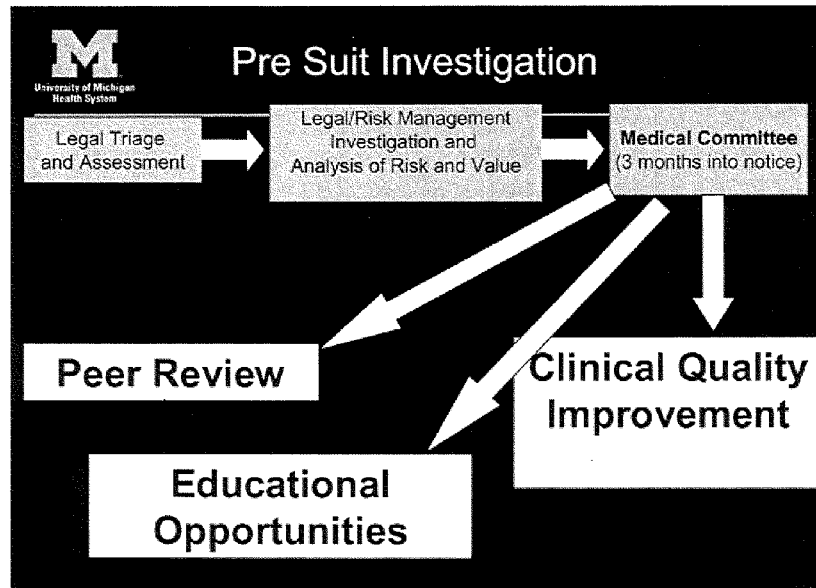 M
University of Michigan
Health System
Pre Suit Investigation
Legal Triage
and Assessment
Legal/Risk Management
Investigation and
Analysis of Risk and Value
Medical Committee
(3 months into notice)
Peer Review
Clinical Quality
Improvement
Educational
Opportunities